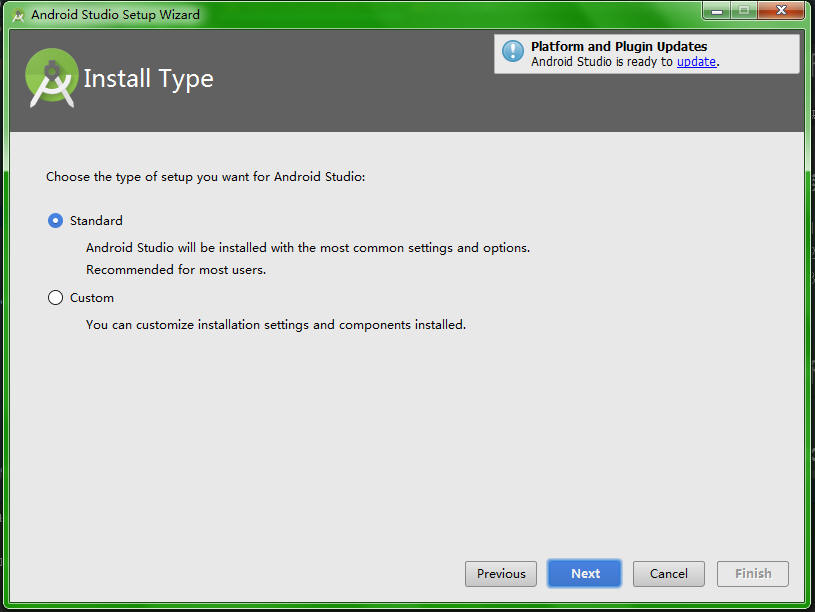 Android Studio Setup Wizard
Platform and Plugin Updates
Android Studio is ready to update.
Install Type
Choose the type of setup you want for Android Studio:
Standard
Android Studio will be installed with the most common settings and options.
Recommended for most users.
Custom
You can customize installation settings and components installed.
Previous
Next
Cancel
Finish